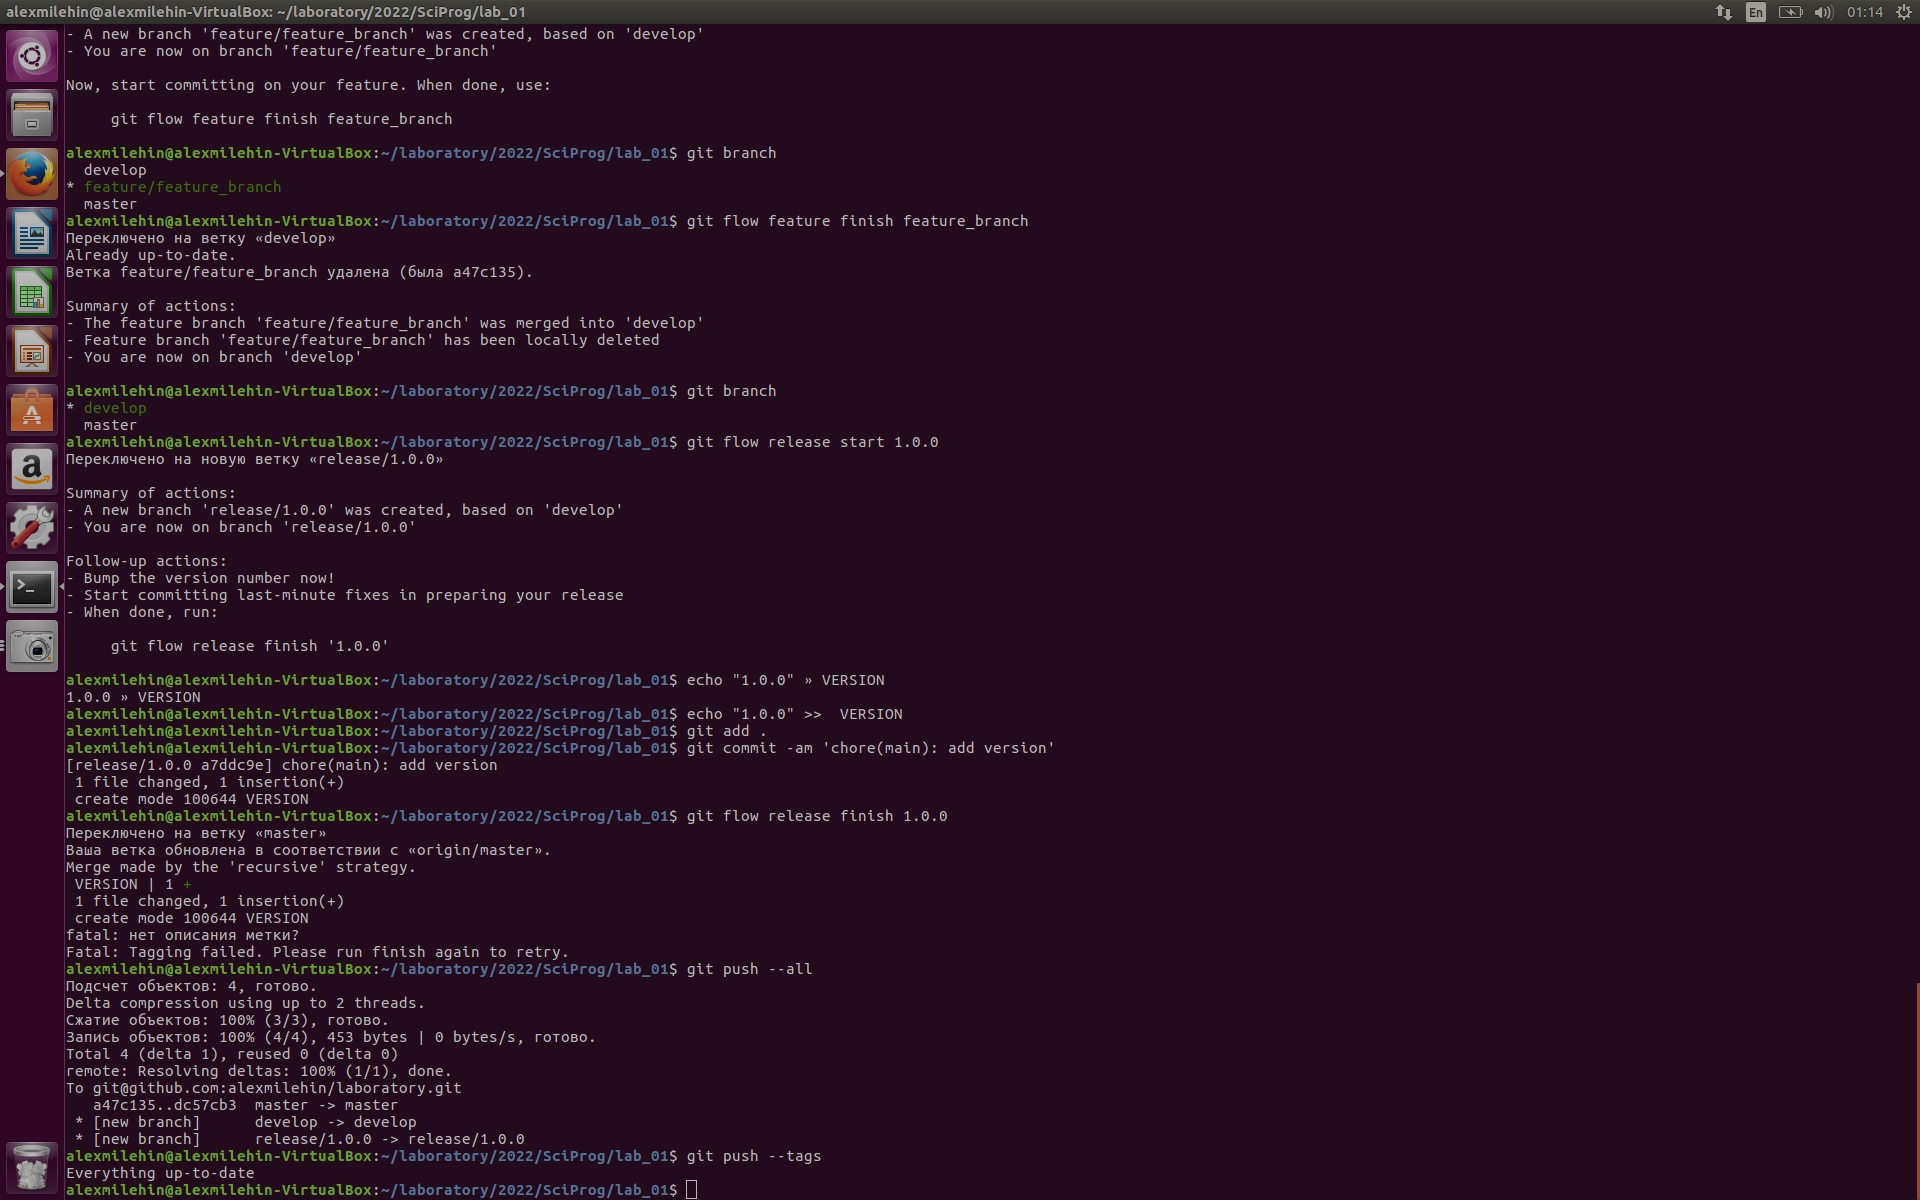 alexmilehin@alexmilehin-VirtualBox: ~/laboratory/2022/SciProg/lab_01
En
01:14
- A new branch 'feature/feature_branch' was created, based on 'develop'
- You are now on branch 'feature/feature_branch'
Now, start committing on your feature. When done, use:
git flow feature finish feature_branch
alexmilehin@alexmilehin-VirtualBox:~/laboratory/2022/SciProg/lab_01$ git branch
develop
* feature/feature_branch
master
alexmilehin@alexmilehin-VirtualBox:~/laboratory/2022/SciProg/lab_01$ git flow feature finish feature_branch
Переключено на ветку «develop»
Already up-to-date.
Ветка feature/feature_branch удалена (была a47c135).
Summary of actions:
- The feature branch 'feature/feature_branch' was merged into 'develop'
- Feature branch 'feature/feature_branch' has been locally deleted
- You are now on branch 'develop'
alexmilehin@alexmilehin-VirtualBox:~/laboratory/2022/SciProg/lab_01$ git branch
* develop
master
alexmilehin@alexmilehin-VirtualBox:~/laboratory/2022/SciProg/lab_01$ git flow release start 1.0.0
Переключено на новую ветку «release/1.0.0»
Summary of actions:
- A new branch 'release/1.0.0' was created, based on 'develop'
- You are now on branch 'release/1.0.0'
Follow-up actions:
- Bump the version number now!
- Start committing last-minute fixes in preparing your release
- When done, run:
git flow release finish '1.0.0'
alexmilehin@alexmilehin-VirtualBox:~/laboratory/2022/SciProg/lab_01$ echo "1.0.0" » VERSION
1.0.0 » VERSION
alexmilehin@alexmilehin-VirtualBox:~/laboratory/2022/SciProg/lab_01$ echo "1.0.0" >>  VERSION
alexmilehin@alexmilehin-VirtualBox:~/laboratory/2022/SciProg/lab_01$ git add .
alexmilehin@alexmilehin-VirtualBox:~/laboratory/2022/SciProg/lab_01$ git commit -am 'chore(main): add version'
[release/1.0.0 a7ddc9e] chore(main): add version
1 file changed, 1 insertion(+)
create mode 100644 VERSION
alexmilehin@alexmilehin-VirtualBox:~/laboratory/2022/SciProg/lab_01$ git flow release finish 1.0.0
Переключено на ветку «master»
Ваша ветка обновлена в соответствии с «origin/master».
Merge made by the 'recursive' strategy.
VERSION | 1 +
1 file changed, 1 insertion(+)
create mode 100644 VERSION
fatal: нет описания метки?
Fatal: Tagging failed. Please run finish again to retry.
alexmilehin@alexmilehin-VirtualBox:~/laboratory/2022/SciProg/lab_01$ git push --all
Подсчет объектов: 4, готово.
Delta compression using up to 2 threads.
Сжатие объектов: 100% (3/3), готово.
Запись объектов: 100% (4/4), 453 bytes | 0 bytes/s, готово.
Total 4 (delta 1), reused 0 (delta 0)
remote: Resolving deltas: 100% (1/1), done.
To git@github.com:alexmilehin/laboratory.git
a47c135..dc57cb3  master -> master
* [new branch]      develop -> develop
* [new branch]      release/1.0.0 -> release/1.0.0
alexmilehin@alexmilehin-VirtualBox:~/laboratory/2022/SciProg/lab_01$ git push --tags
Everything up-to-date
alexmilehin@alexmilehin-VirtualBox:~/laboratory/2022/SciProg/lab_01$